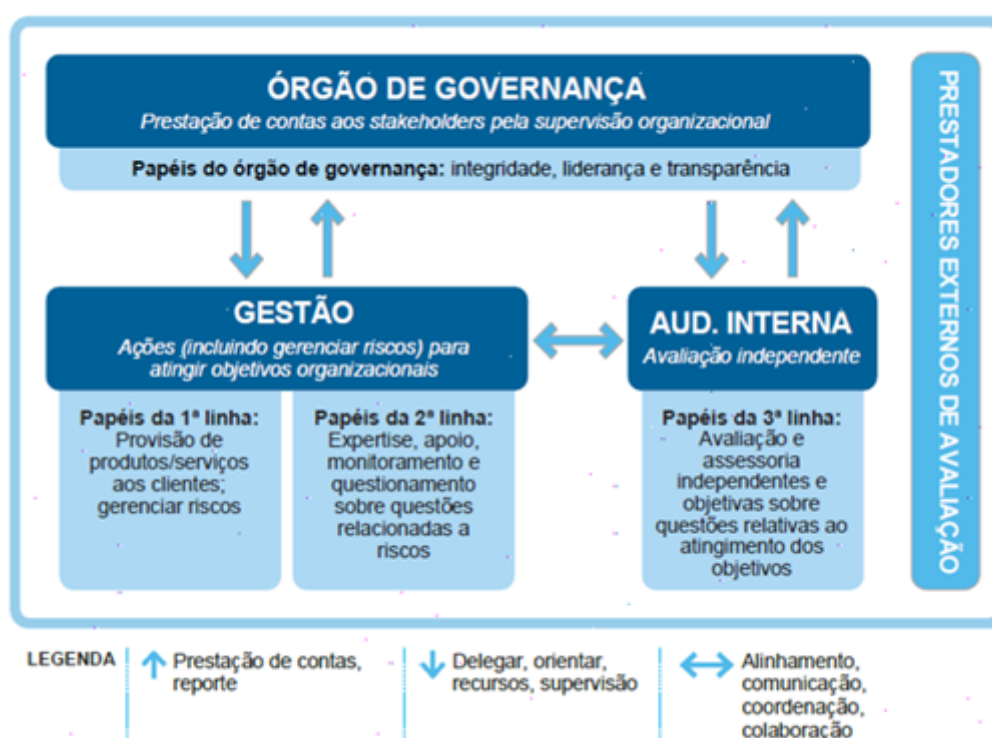 ÓRGÃO DE GOVERNANÇA
Prestação de contas aos stakeholders pela supervisão organizacional
Papéis do órgão de governança: integridade, liderança e transparência
GESTÃO
Ações (incluindo gerenciar riscos) para
atingir objetivos organizacionais
Papéis da 1ª linha:
Provisão de
produtos/serviços
aos clientes;
gerenciar riscos
Papéis da 2ª linha:
Expertise, apoio,
monitoramento e
questionamento
sobre questões
relacionadas a
riscos
AUD. INTERNA
Avaliação independente
Papéis da 3ª linha:
Avaliação e
assessoria
independentes e
objetivas sobre
questões relativas ao
atingimento dos
objetivos
PRESTADORES EXTERNOS DE AVALIAÇÃO
LEGENDA
Prestação de contas,
reporte
Delegar, orientar,
recursos, supervisão
Alinhamento,
comunicação,
coordenação,
colaboração